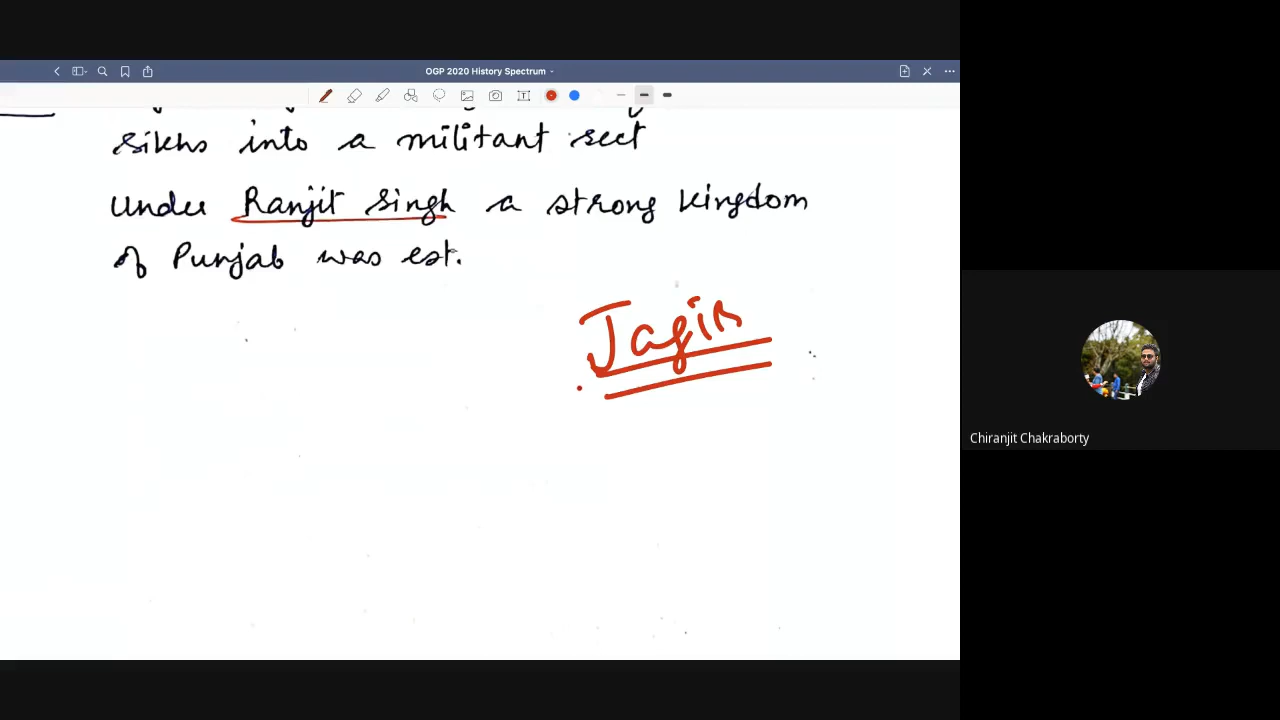 OGP 2020 History Spectrum
sikhs into a militant sect
Under Ranjit Singh a strong kingdom
of Punjab was est.
Jagir
Chiranjit Chakraborty